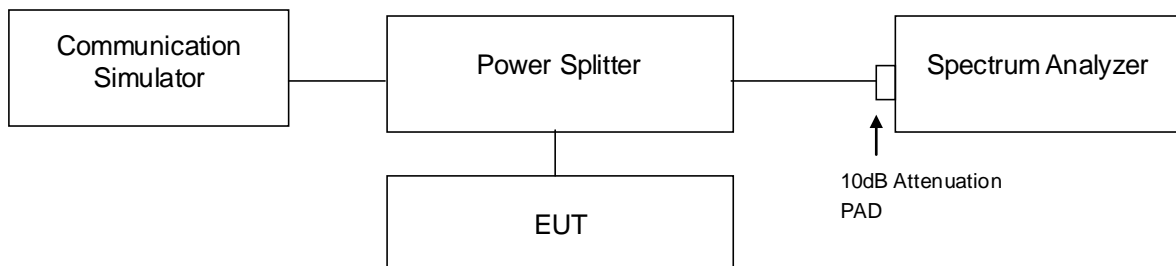 Communication
Simulator
Power Splitter
Spectrum Analyzer
10dB Attenuation
PAD
EUT